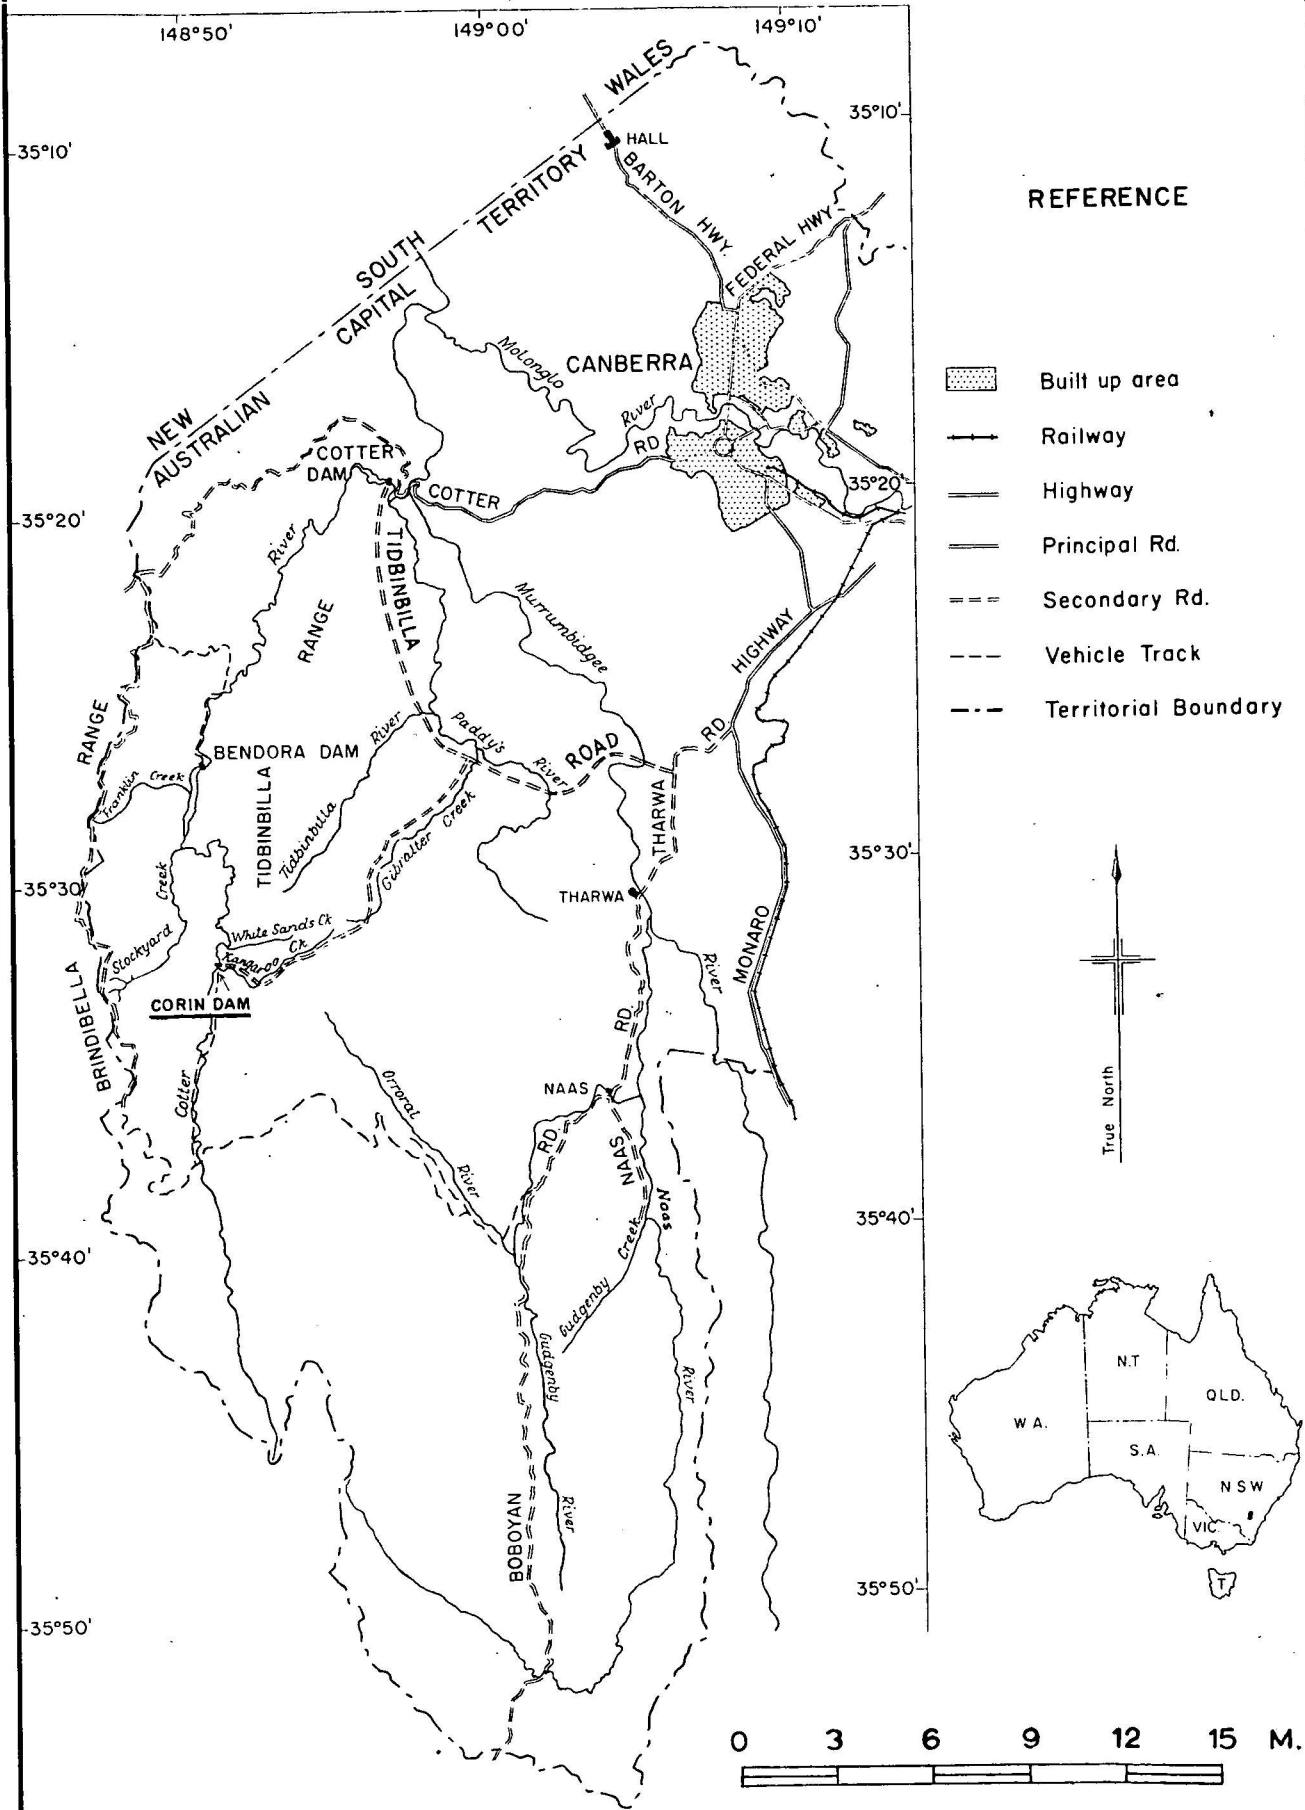 148°50'
149°00'
149°10'
35°10'
35°10'
NEW SOUTH WALES
AUSTRALIAN CAPITAL TERRITORY
HALL
BARTON HWY.
FEDERAL HWY.
REFERENCE
Molonglo River
CANBERRA
Built up area
Railway
Highway
Principal Rd.
Secondary Rd.
Vehicle Track
Territorial Boundary
COTTER
DAM
COTTER RD
35°20'
35°20'
River
TIDBINBILLA
RANGE
Murrumbidgee
HIGHWAY
RANGE
BENDORA DAM
River
Paddy's
River
ROAD
RD.
Franklin Creek
TIDBINBILLA
Tidbinbilla
Gibralter Creek
THARWA
35°30'
35°30'
Creek
Stockyard
THARWA
White Sands Ck
Kangaroo Ck
CORIN DAM
BRINDIBELLA
River
MONARO
RD.
Cotter
Orroral
River
NAAS
RD.
NAAS
Naas
True North
35°40'
35°40'
Gudgenby Creek
Gudgenby
River
River
BOBOYAN
35°50'
35°50'
N.T
QLD.
W A.
S.A.
N S W
VIC.
T
0 3 6 9 12 15 M.